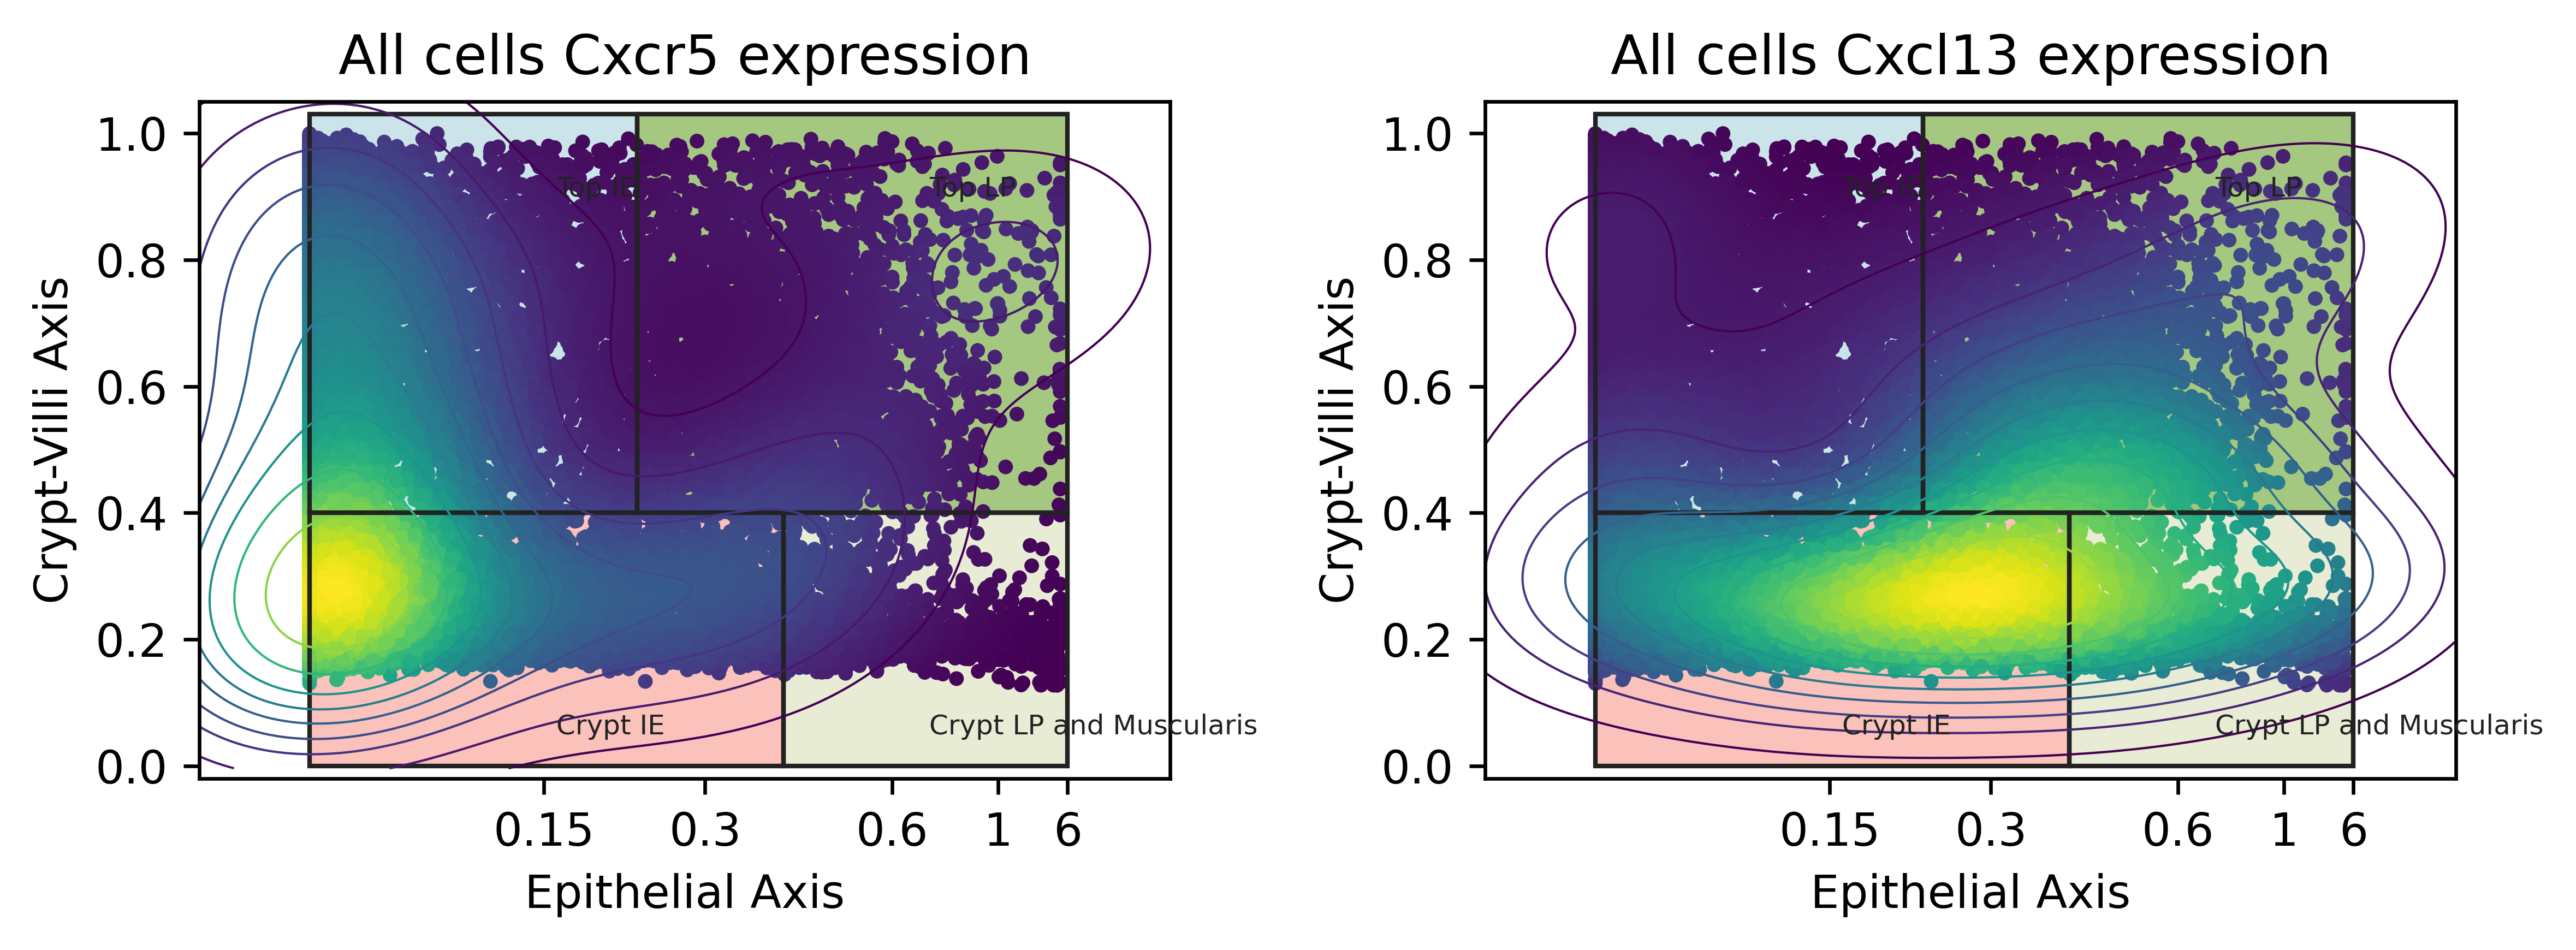 All cells Cxcr5 expression
1.0
0.8
0.6
0.4
0.2
0.0
Crypt-Villi Axis
Top IE
Top LP
Crypt IE
Crypt LP and Muscularis
0.15
0.3
0.6
1
6
Epithelial Axis
All cells Cxcl13 expression
1.0
0.8
0.6
0.4
0.2
0.0
Crypt-Villi Axis
Top IE
Top LP
Crypt IE
Crypt LP and Muscularis
0.15
0.3
0.6
1
6
Epithelial Axis